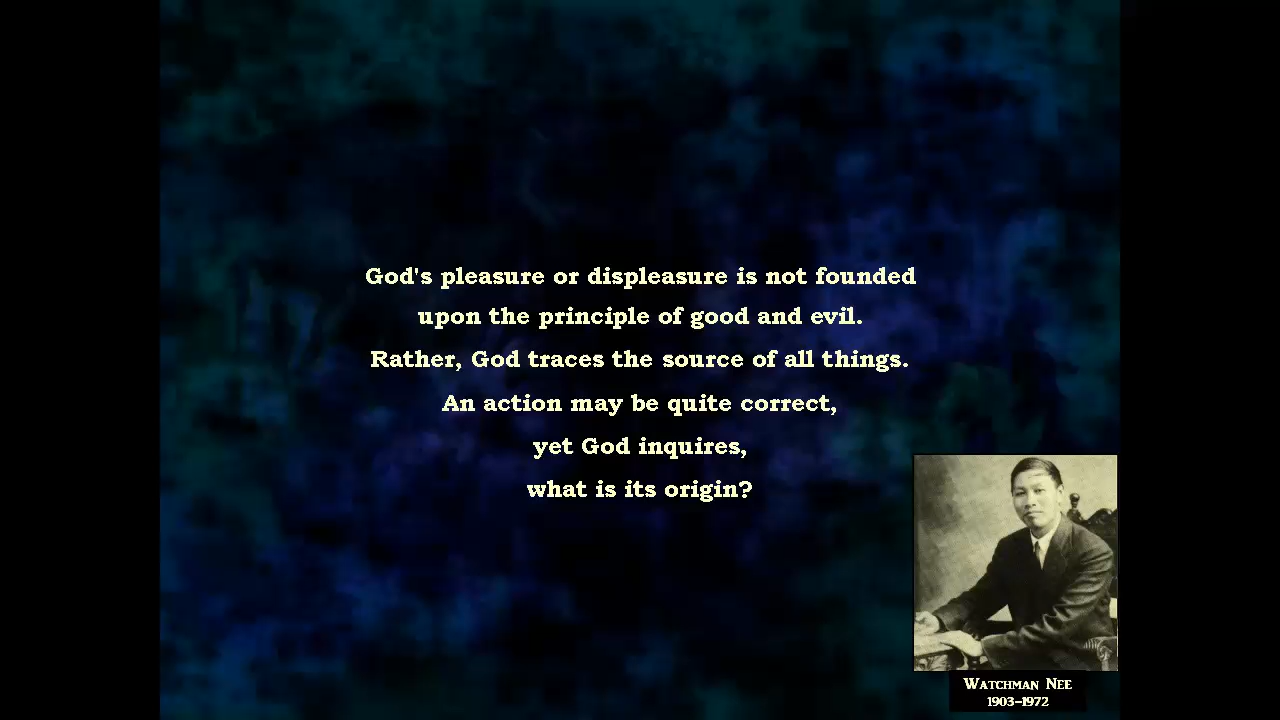 God's pleasure or displeasure is not founded
upon the principle of good and evil.
Rather, God traces the source of all things.
An action may be quite correct,
yet God inquires,
what is its origin?
Watchman Nee
1903-1972